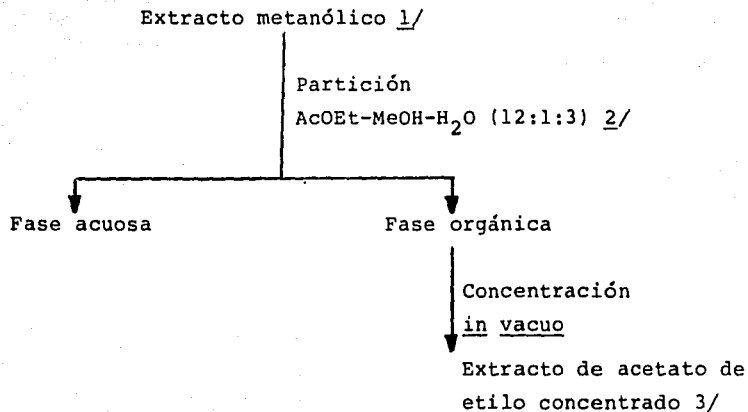 Extracto metanólico 1/
Partición
AcOEt-MeOH-H2O (12:1:3) 2/
Fase acuosa
Fase orgánica
Concentración
in vacuo
Extracto de acetato de
etilo concentrado 3/